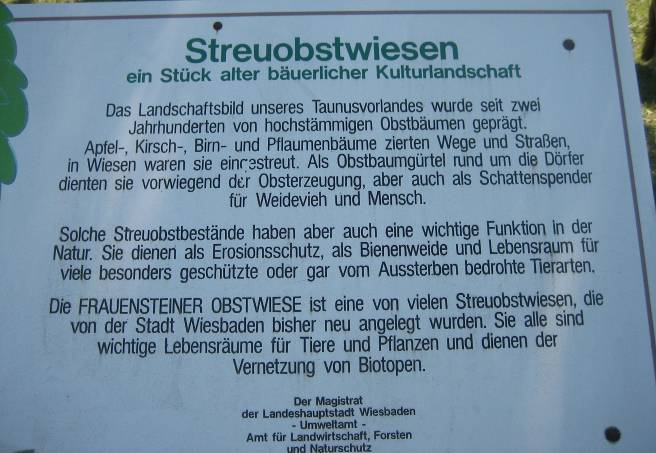 Streuobstwiesen
ein Stück alter bäuerlicher Kulturlandschaft
Das Landschaftsbild unseres Taunusvorlandes wurde seit zwei
Jahrhunderten von hochstämmigen Obstbäumen geprägt.
Apfel-, Kirsch-, Birn- und Pflaumenbäume zierten Wege und Straßen,
in Wiesen waren sie eingestreut. Als Obstbaumgürtel rund um die Dörfer
dienten sie vorwiegend der Obsterzeugung, aber auch als Schattenspender
für Weidevieh und Mensch.
Solche Streuobstbestände haben aber auch eine wichtige Funktion in der
Natur. Sie dienen als Erosionsschutz, als Bienenweide und Lebensraum für
viele besonders geschützte oder gar vom Aussterben bedrohte Tierarten.
Die FRAUENSTEINER OBSTWIESE ist eine von vielen Streuobstwiesen, die
von der Stadt Wiesbaden bisher neu angelegt wurden. Sie alle sind
wichtige Lebensräume für Tiere und Pflanzen und dienen der
Vernetzung von Biotopen.
Der Magistrat
der Landeshauptstadt Wiesbaden
- Umweltamt -
Amt für Landwirtschaft, Forsten
und Naturschutz